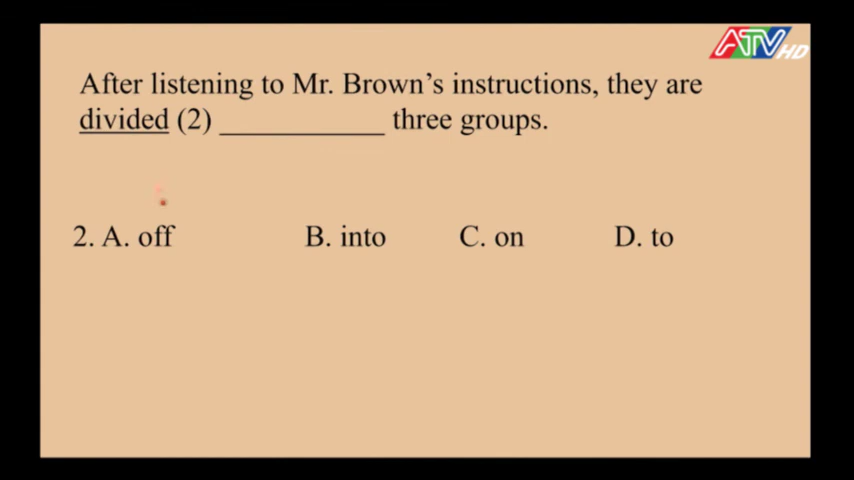 ATV HD
After listening to Mr. Brown's instructions, they are
divided (2) ____________ three groups.
2. A. off B. into C. on D. to